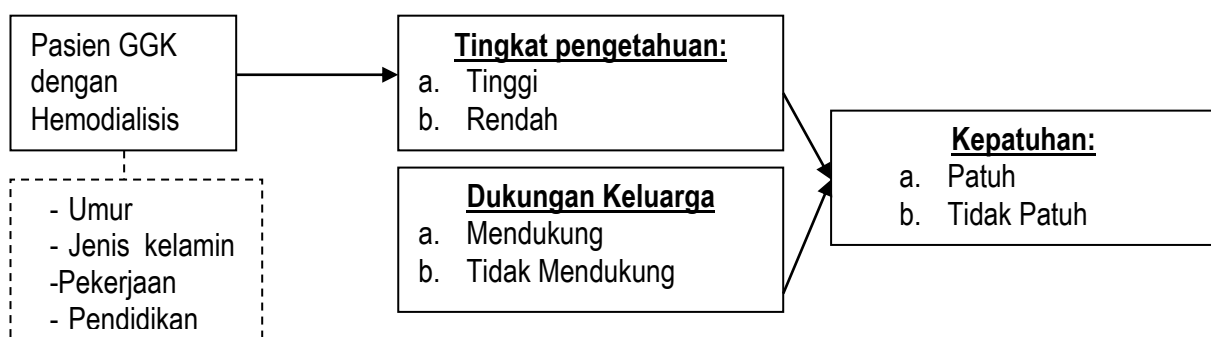 Pasien GGK
dengan
Hemodialisis
- Umur
- Jenis kelamin
-Pekerjaan
- Pendidikan
Tingkat pengetahuan:
a. Tinggi
b. Rendah
Dukungan Keluarga
a. Mendukung
b. Tidak Mendukung
Kepatuhan:
a. Patuh
b. Tidak Patuh